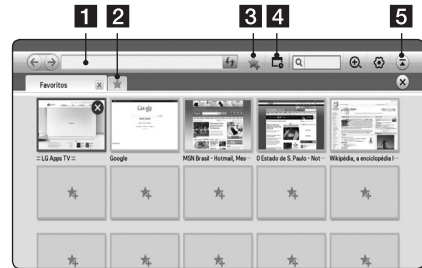 1 2 3 4 5
Favoritos
Google
:: LG Apps TV :: Google MSN Brasil - Hotmail, Mes··· O Estado de S. Paulo - Not··· Wikipédia, a enciclopédia l···